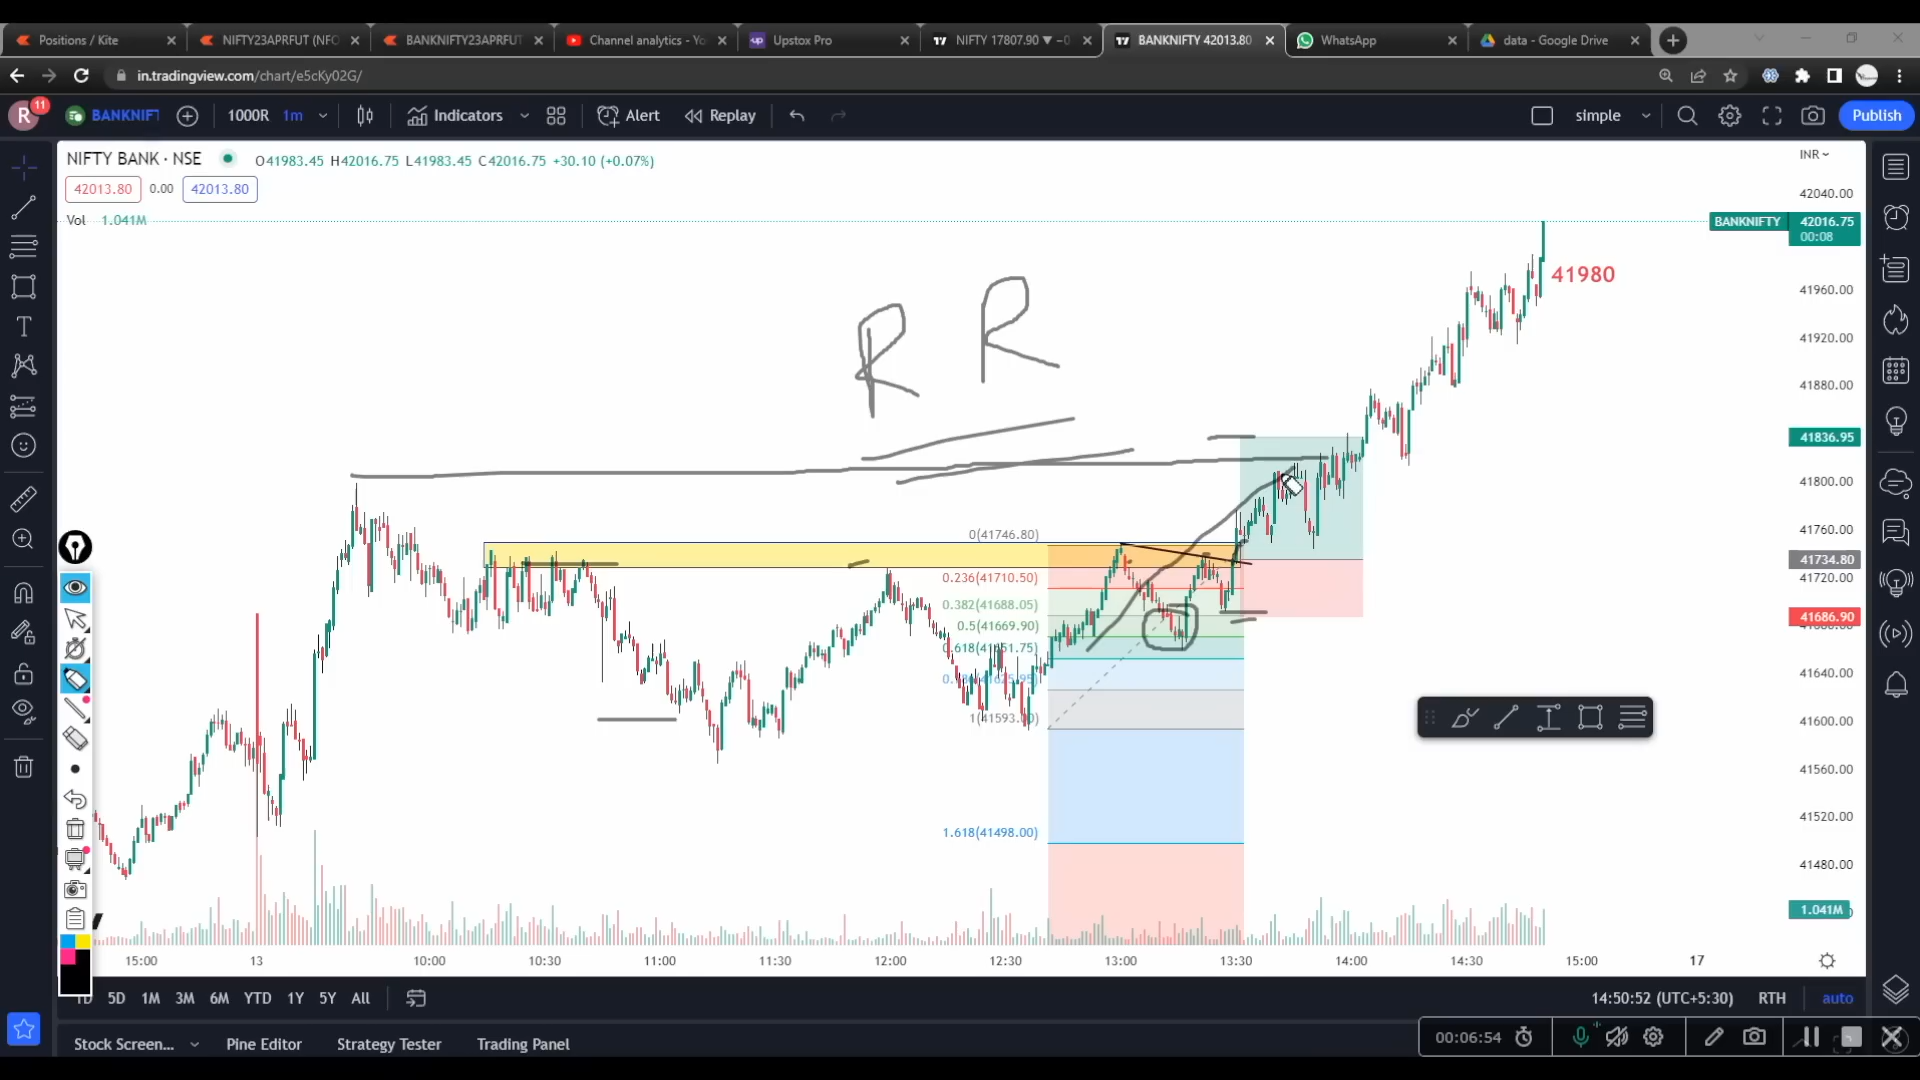 Positions / Kite
NIFTY23APRFUT (NFO
BANKNIFTY23APRFUT
Channel analytics - Yo
up Upstox Pro
NIFTY 17807.90 ▼ −0
BANKNIFTY 42013.80
WhatsApp
data - Google Drive
in.tradingview.com/chart/e5cKy02G/
R 11 BANKNIFT 1000R 1m Indicators Alert Replay simple Publish
NIFTY BANK · NSE O41983.45 H42016.75 L41983.45 C42016.75 +30.10 (+0.07%)
INR
42013.80 0.00 42013.80
Vol 1.041M
42040.00
BANKNIFTY 42016.75
00:08
41980
41960.00
41920.00
41880.00
41836.95
41800.00
41760.00
41734.80
41720.00
41686.90
41640.00
41600.00
41560.00
41520.00
41480.00
1.041M
R R
0(41746.80)
0.236(41710.50)
0.382(41688.05)
0.5(41669.90)
1.618(41498.00)
15:00 13 10:00 10:30 11:00 11:30 12:00 12:30 13:00 13:30 14:00 14:30 15:00 17
1D 5D 1M 3M 6M YTD 1Y 5Y All
14:50:52 (UTC+5:30) RTH auto
Stock Screen... Pine Editor Strategy Tester Trading Panel
00:06:54